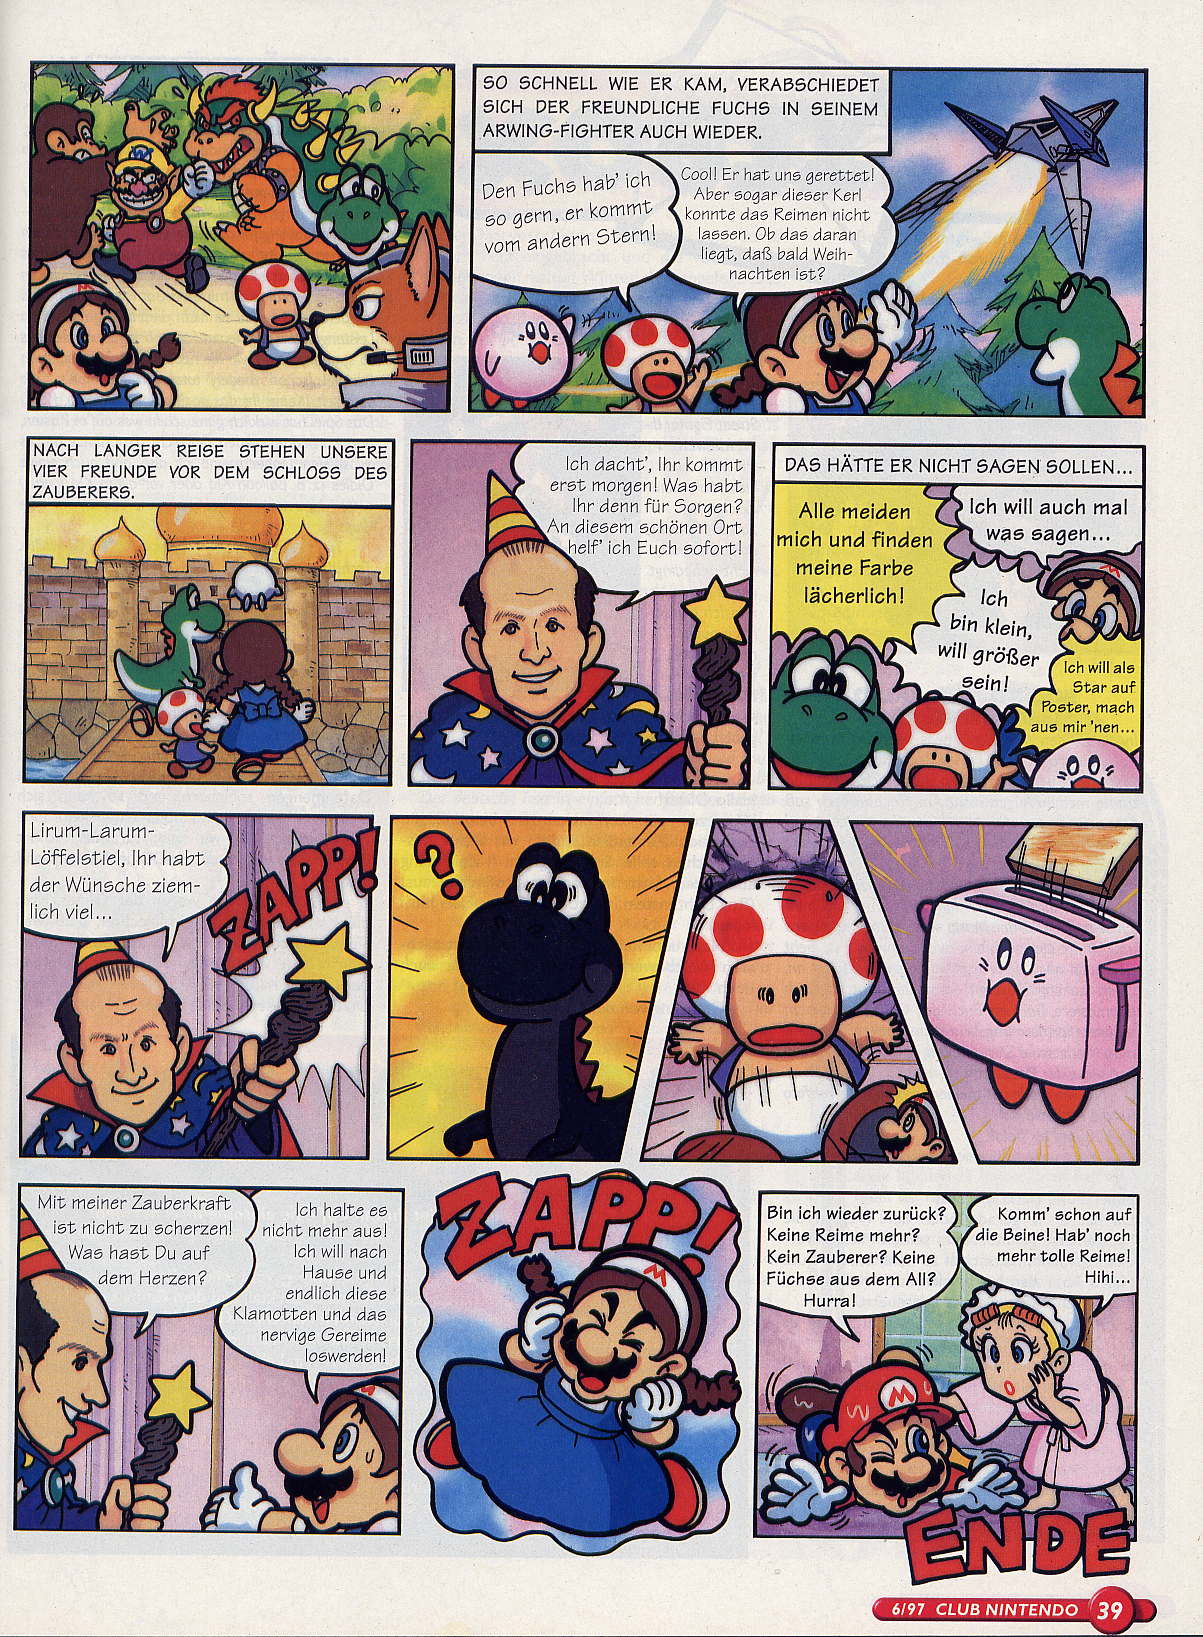 SO SCHNELL WIE ER KAM, VERABSCHIEDET
SICH DER FREUNDLICHE FUCHS IN SEINEM
ARWING-FIGHTER AUCH WIEDER.
Den Fuchs hab' ich
so gern, er kommt
vom andern Stern!
Cool! Er hat uns gerettet!
Aber sogar dieser Kerl
konnte das Reimen nicht
lassen. Ob das daran
liegt, daß bald Weih-
nachten ist?
NACH LANGER REISE STEHEN UNSERE
VIER FREUNDE VOR DEM SCHLOSS DES
ZAUBERERS.
Ich dacht', Ihr kommt
erst morgen! Was habt
Ihr denn für Sorgen?
An diesem schönen Ort
helf' ich Euch sofort!
DAS HÄTTE ER NICHT SAGEN SOLLEN...
Alle meiden
mich und finden
meine Farbe
lächerlich!
Ich will auch mal
was sagen...
Ich
bin klein,
will größer
sein!
Ich will als
Star auf
Poster, mach
aus mir 'nen...
Lirum-Larum-
Löffelstiel, Ihr habt
der Wünsche ziem-
lich viel...
ZAPP!
?
Mit meiner Zauberkraft
ist nicht zu scherzen!
Was hast Du auf
dem Herzen?
Ich halte es
nicht mehr aus!
Ich will nach
Hause und
endlich diese
Klamotten und das
nervige Gereime
loswerden!
ZAPP!
M
Bin ich wieder zurück?
Keine Reime mehr?
Kein Zauberer? Keine
Füchse aus dem All?
Hurra!
Komm' schon auf
die Beine! Hab' noch
mehr tolle Reime!
Hihi...
M
ENDE
6/97 CLUB NINTENDO 39